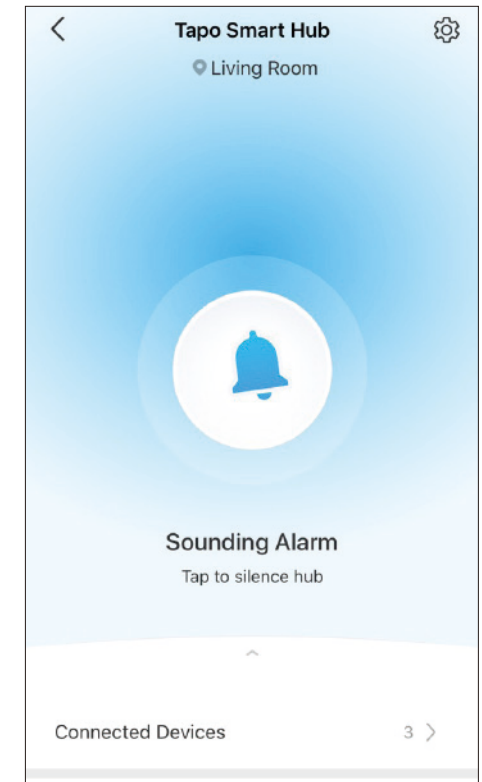 Tapo Smart Hub
Living Room
Sounding Alarm
Tap to silence hub
Connected Devices 3